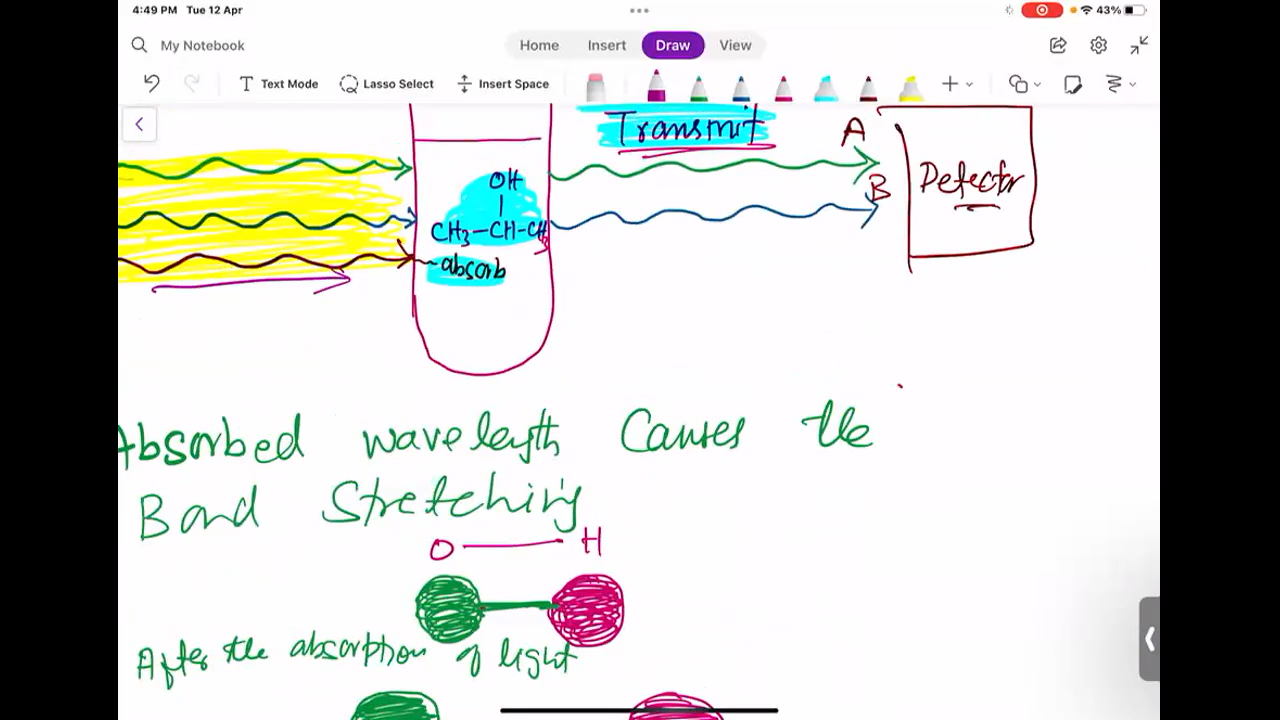 4:49 PM Tue 12 Apr
43%
My Notebook
Home Insert Draw View
Text Mode Lasso Select Insert Space
Transmit
A
B
Detector
OH
CH3-CH-CH3
absorb
Absorbed wavelength Causes the
Bond Stretching
O H
After the absorption of light